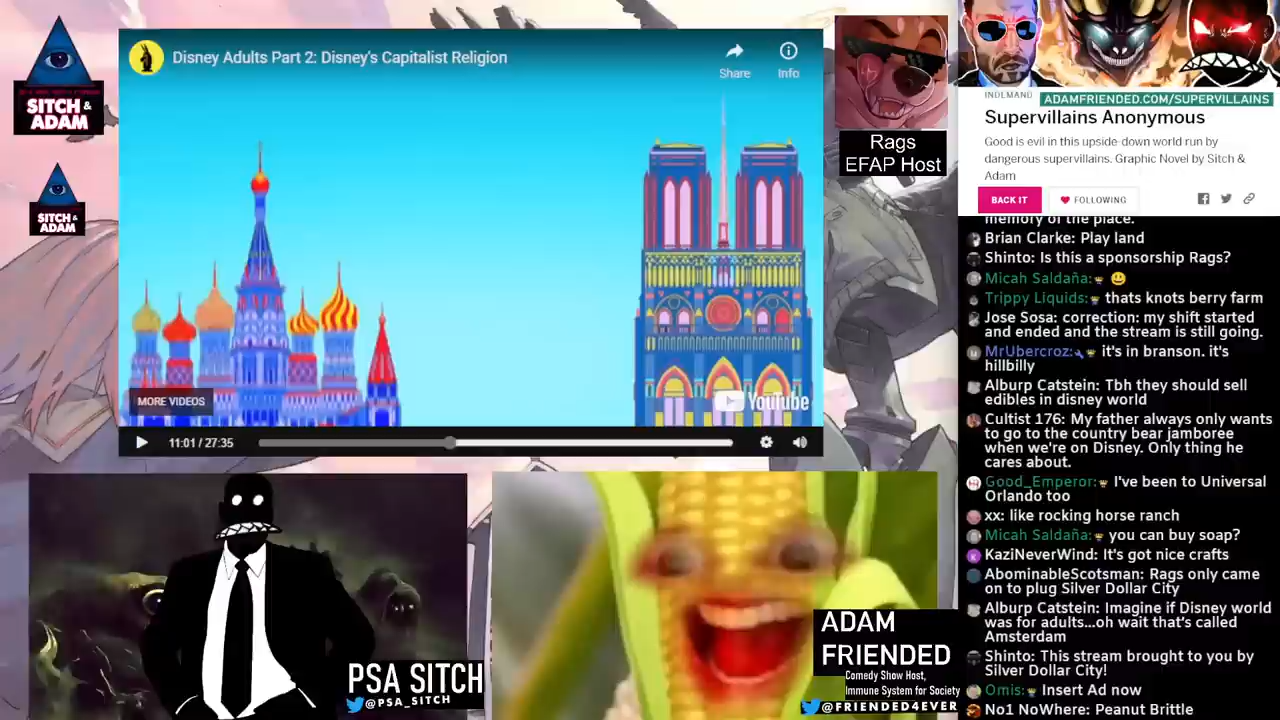 SITCH &
ADAM
SITCH &
ADAM
Disney Adults Part 2: Disney's Capitalist Religion
Share
Info
MORE VIDEOS
YouTube
11:01 / 27:35
Rags
EFAP Host
INDEMAND
ADAMFRIENDED.COM/SUPERVILLAINS
Supervillains Anonymous
Good is evil in this upside-down world run by
dangerous supervillains. Graphic Novel by Sitch &
Adam
BACK IT
FOLLOWING
memory of the place.
Brian Clarke: Play land
Shinto: Is this a sponsorship Rags?
Micah Saldaña: 😃
Trippy Liquids: thats knots berry farm
Jose Sosa: correction: my shift started
and ended and the stream is still going.
MrUbercroz: it's in branson. it's
hillbilly
Alburp Catstein: Tbh they should sell
edibles in disney world
Cultist 176: My father always only wants
to go to the country bear jamboree
when we're on Disney. Only thing he
cares about.
Good_Emperor: I've been to Universal
Orlando too
xx: like rocking horse ranch
Micah Saldaña: you can buy soap?
KaziNeverWind: It's got nice crafts
AbominableScotsman: Rags only came
on to plug Silver Dollar City
Alburp Catstein: Imagine if Disney world
was for adults...oh wait that's called
Amsterdam
Shinto: This stream brought to you by
Silver Dollar City!
Omis: Insert Ad now
No1 NoWhere: Peanut Brittle
PSA SITCH
@PSA_SITCH
ADAM
FRIENDED
Comedy Show Host,
Immune System for Society
@FRIENDED4EVER